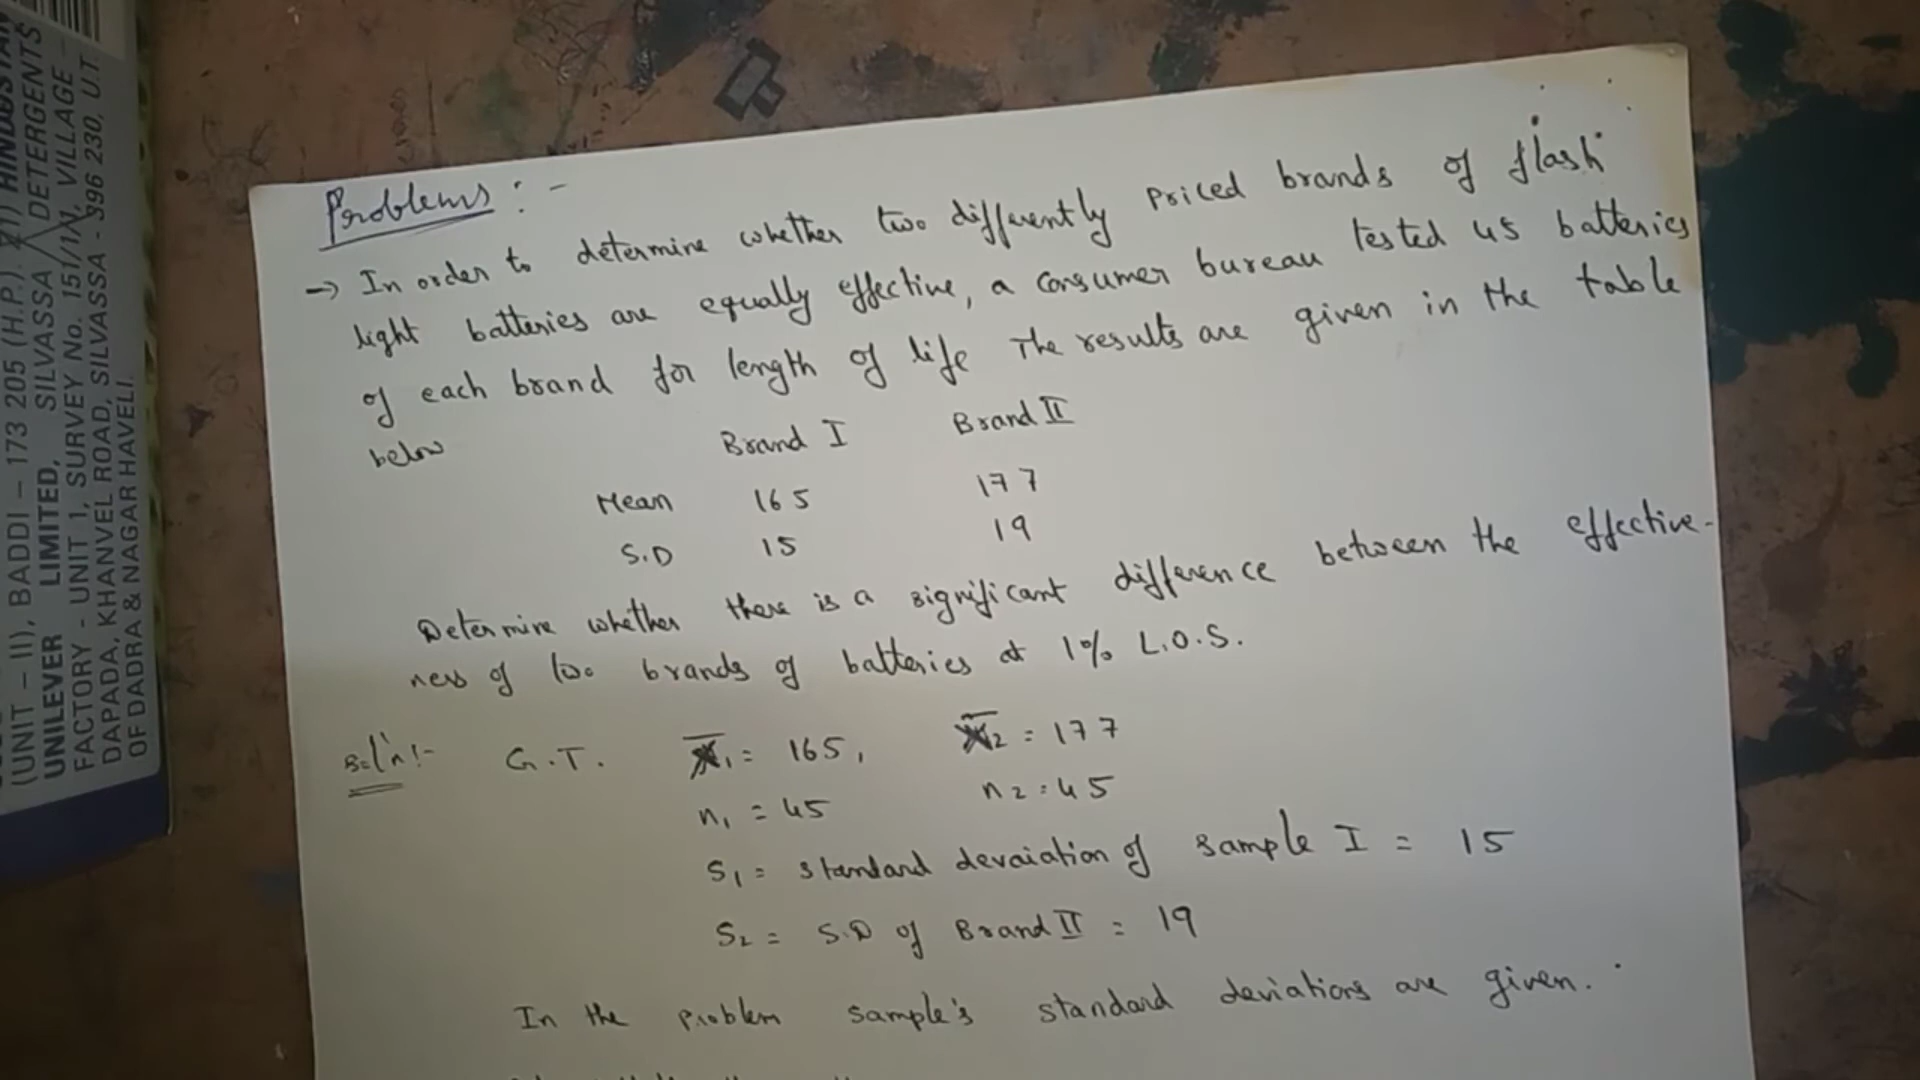 (UNIT – II), BADDI – 173 205 (H.P.).
UNILEVER LIMITED, SILVASSA DETERGENTS
FACTORY - UNIT 1, SURVEY No. 151/1/1, VILLAGE -
DAPADA, KHANVEL ROAD, SILVASSA - 396 230, U.T.
OF DADRA & NAGAR HAVELI.
Problems : -
→ In order to determine whether two differently priced brands of flash
light batteries are equally effective, a consumer bureau tested 45 batteries
of each brand for length of life The results are given in the table
below
Brand I Brand II
Mean 165 177
S.D 15 19
Determine whether there is a significant difference between the effective-
ness of two brands of batteries at 1% L.O.S.
Sol'n :- G.T. X̄1 = 165, X̄2 = 177
n1 = 45 n2 = 45
S1 = standard devaiation of sample I = 15
S2 = S.D of Brand II = 19
In the problem sample's standard deviations are given.